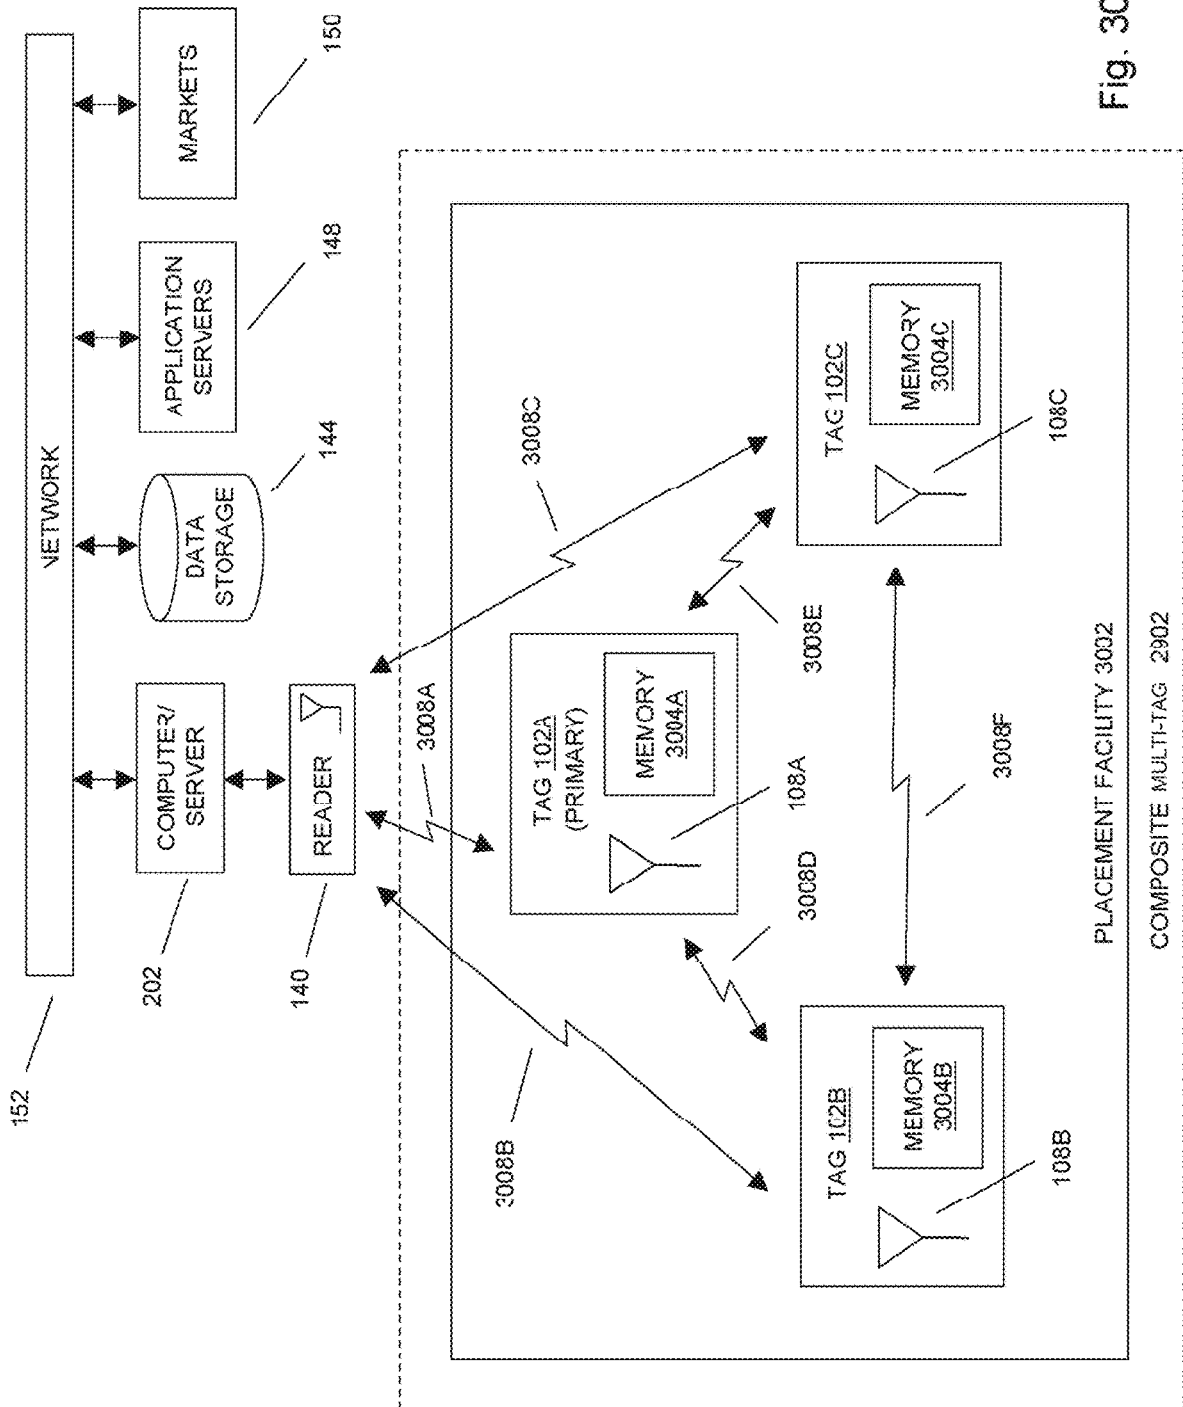 152
NETWORK
202
COMPUTER/
SERVER
DATA
STORAGE
144
APPLICATION
SERVERS
148
MARKETS
150
140
READER
3008A
3008B
3008C
TAG 102A
(PRIMARY)
MEMORY
3004A
108A
3008D
3008E
TAG 102B
MEMORY
3004B
108B
3008F
TAG 102C
MEMORY
3004C
108C
PLACEMENT FACILITY 3002
COMPOSITE MULTI-TAG 2902
Fig. 30